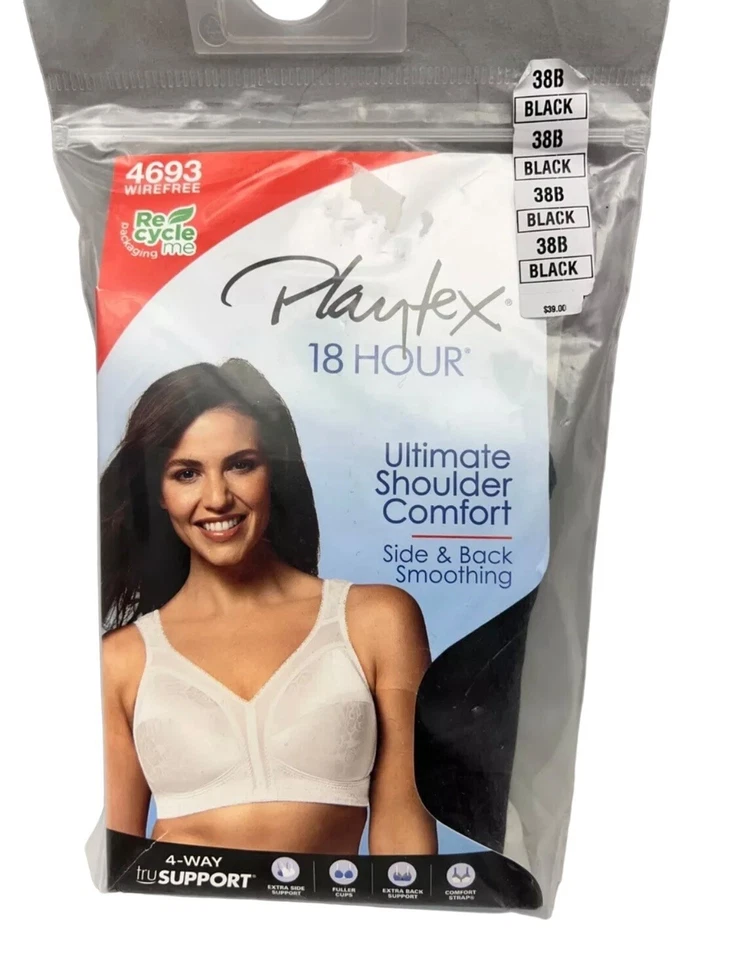 38B
BLACK
38B
BLACK
38B
BLACK
38B
BLACK
$39.00
4693
WIREFREE
Re
cycle
me
packaging
Playtex®
18 HOUR®
Ultimate
Shoulder
Comfort
Side & Back
Smoothing
4-WAY
truSUPPORT®
EXTRA SIDE
SUPPORT
FULLER
CUPS
EXTRA BACK
SUPPORT
COMFORT
STRAP®